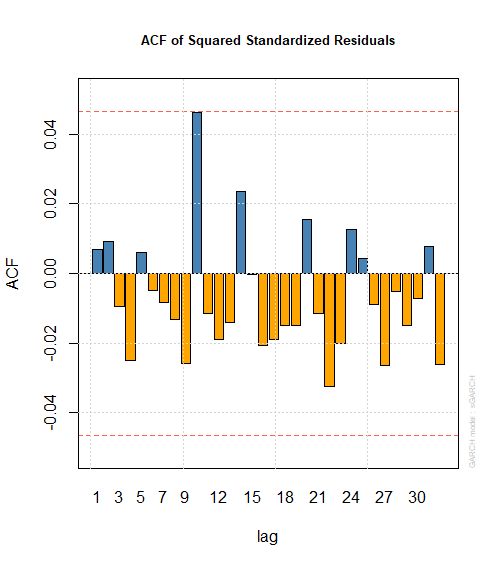 ACF of Squared Standardized Residuals
ACF
0.04
0.02
0.00
-0.02
-0.04
1 3 5 7 9 12 15 18 21 24 27 30
lag
GARCH model : sGARCH